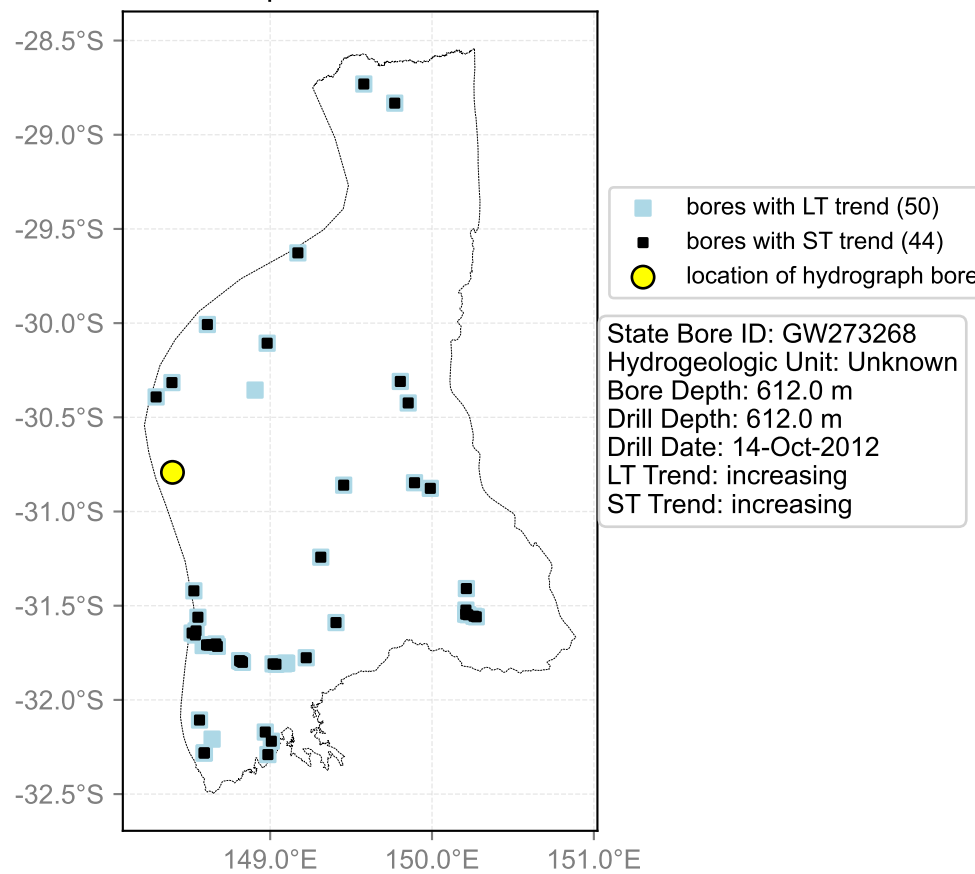 -28.5°S
-29.0°S
-29.5°S
-30.0°S
-30.5°S
-31.0°S
-31.5°S
-32.0°S
-32.5°S
149.0°E
150.0°E
151.0°E
bores with LT trend (50)
bores with ST trend (44)
location of hydrograph bore
State Bore ID: GW273268
Hydrogeologic Unit: Unknown
Bore Depth: 612.0 m
Drill Depth: 612.0 m
Drill Date: 14-Oct-2012
LT Trend: increasing
ST Trend: increasing